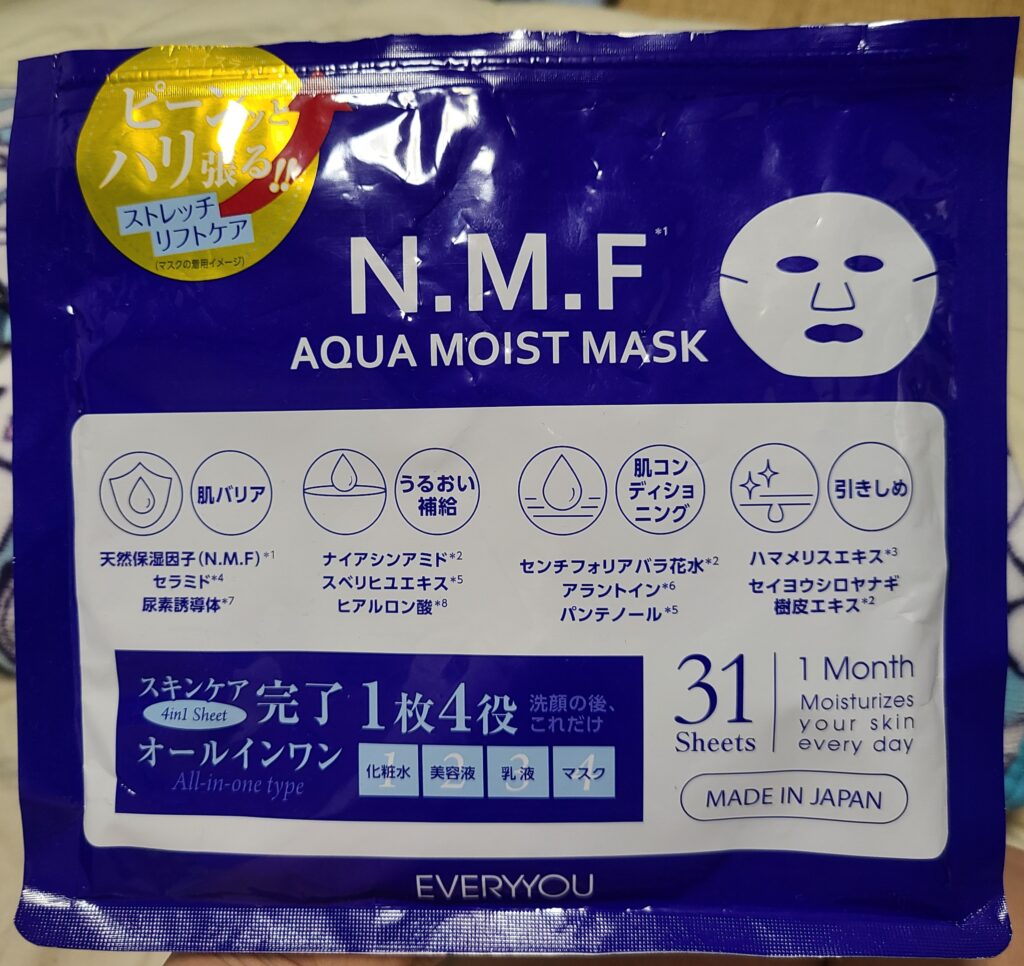 ピーンッと
ハリ張る!!
ストレッチ
リフトケア
(マスクの着用イメージ)
N.M.F*1
AQUA MOIST MASK
肌バリア
天然保湿因子(N.M.F)*1
セラミド*4
尿素誘導体*7
うるおい
補給
ナイアシンアミド*2
スベリヒユエキス*5
ヒアルロン酸*8
肌コン
ディショ
ニング
センチフォリアバラ花水*2
アラントイン*6
パンテノール*5
引きしめ
ハマメリスエキス*3
セイヨウシロヤナギ
樹皮エキス*2
スキンケア
4in1 Sheet
完了
オールインワン
All-in-one type
1枚4役
洗顔の後、
これだけ
1 化粧水
2 美容液
3 乳液
4 マスク
31
Sheets
1 Month
Moisturizes
your skin
every day
MADE IN JAPAN
EVERYYOU